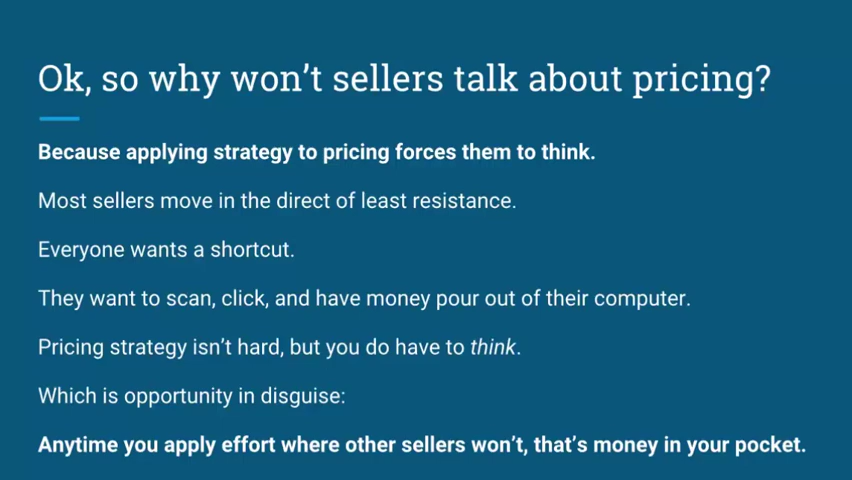 Ok, so why won’t sellers talk about pricing?
Because applying strategy to pricing forces them to think.
Most sellers move in the direct of least resistance.
Everyone wants a shortcut.
They want to scan, click, and have money pour out of their computer.
Pricing strategy isn’t hard, but you do have to think.
Which is opportunity in disguise:
Anytime you apply effort where other sellers won’t, that’s money in your pocket.